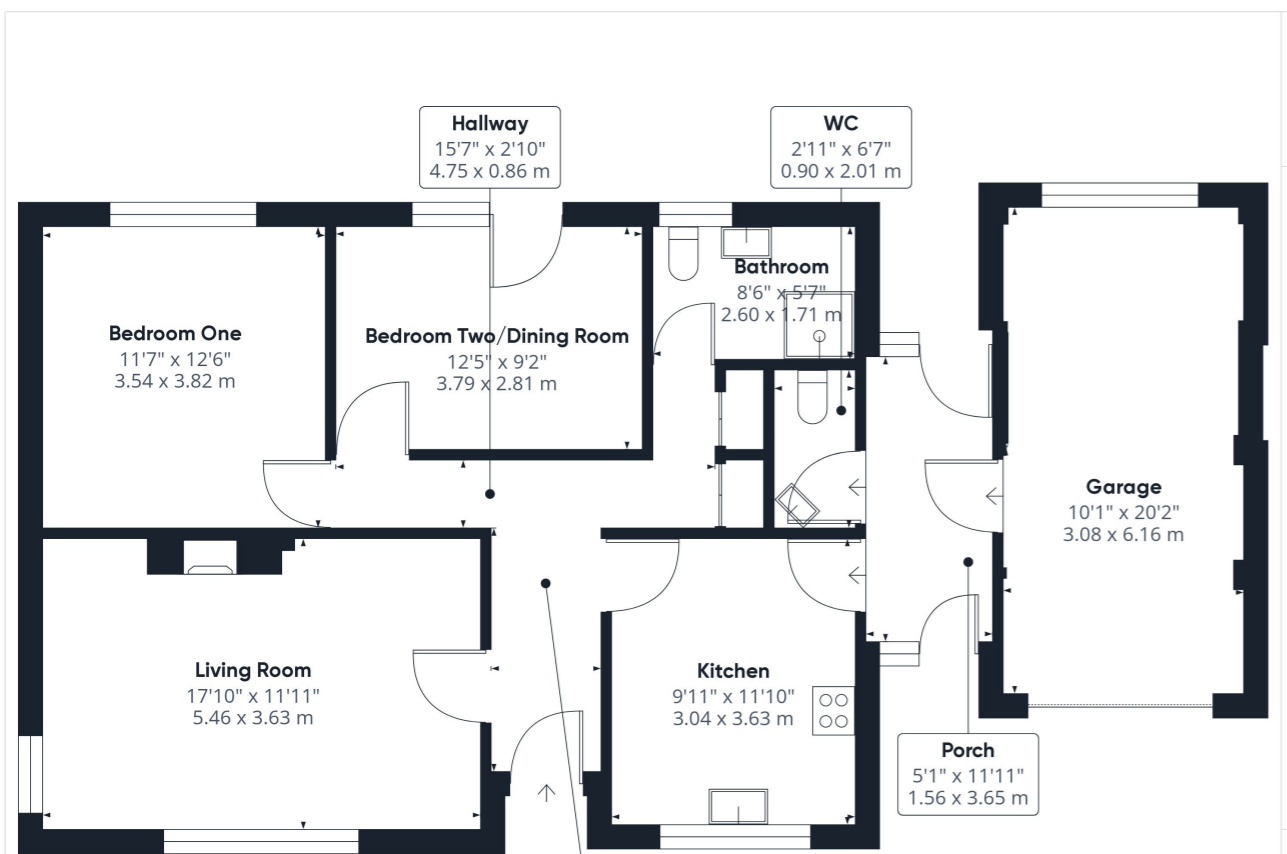 Hallway
15'7" x 2'10"
4.75 x 0.86 m
WC
2'11" x 6'7"
0.90 x 2.01 m
Bathroom
8'6" x 5'7"
2.60 x 1.71 m
Bedroom One
11'7" x 12'6"
3.54 x 3.82 m
Bedroom Two/Dining Room
12'5" x 9'2"
3.79 x 2.81 m
Garage
10'1" x 20'2"
3.08 x 6.16 m
Living Room
17'10" x 11'11"
5.46 x 3.63 m
Kitchen
9'11" x 11'10"
3.04 x 3.63 m
Porch
5'1" x 11'11"
1.56 x 3.65 m